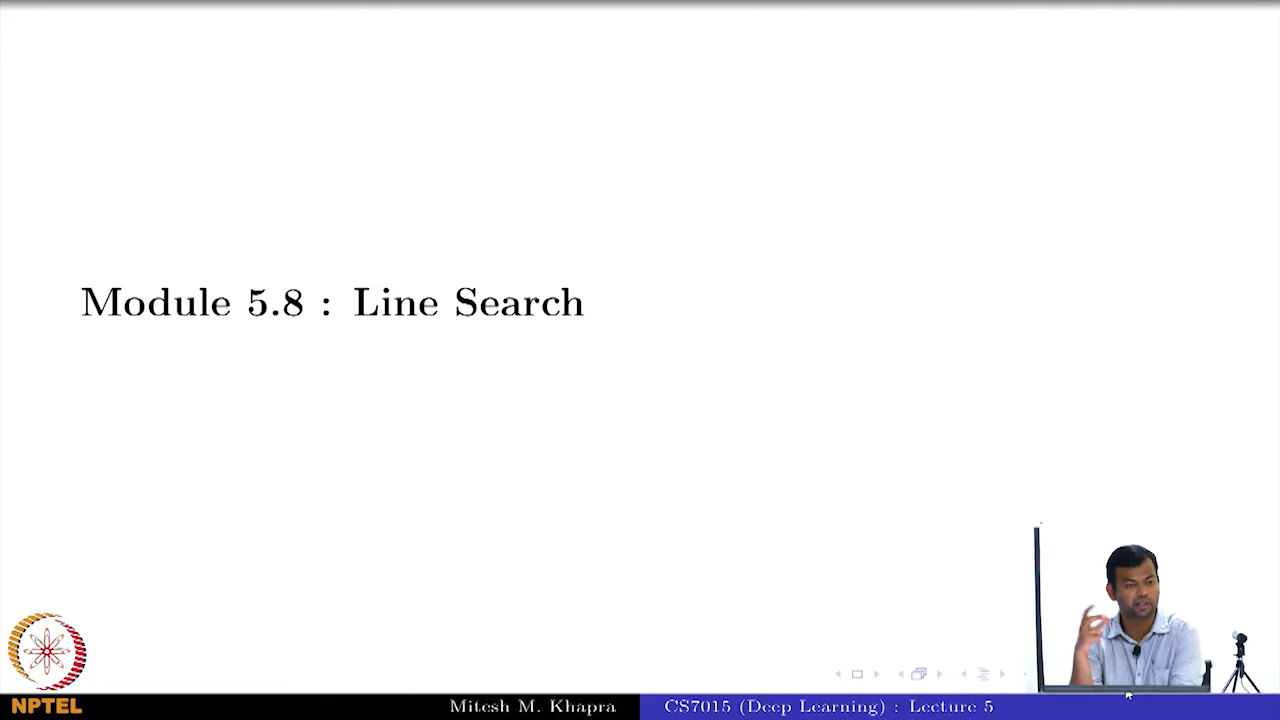 Module 5.8 : Line Search
NPTEL
Mitesh M. Khapra
CS7015 (Deep Learning) : Lecture 5